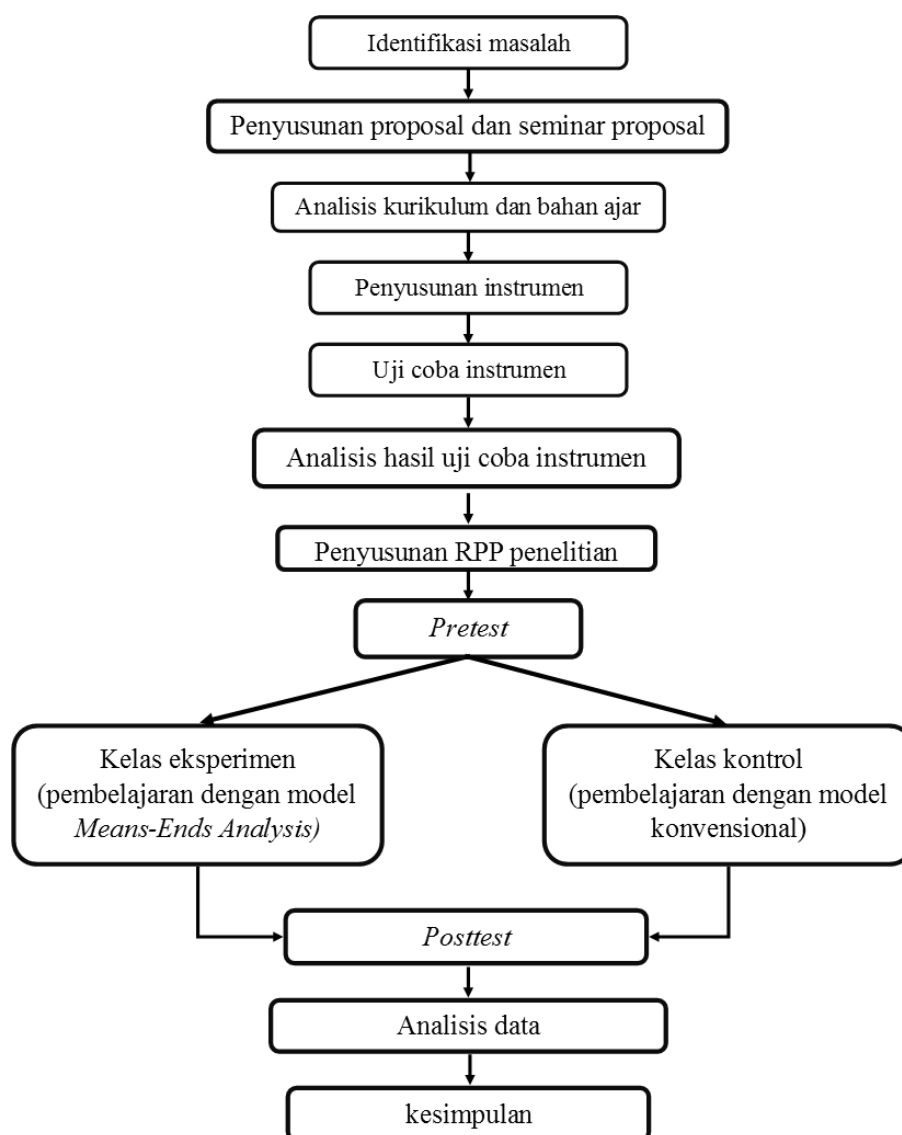 Identifikasi masalah
Penyusunan proposal dan seminar proposal
Analisis kurikulum dan bahan ajar
Penyusunan instrumen
Uji coba instrumen
Analisis hasil uji coba instrumen
Penyusunan RPP penelitian
Pretest
Kelas eksperimen
(pembelajaran dengan model
Means-Ends Analysis)
Kelas kontrol
(pembelajaran dengan model
konvensional)
Posttest
Analisis data
kesimpulan